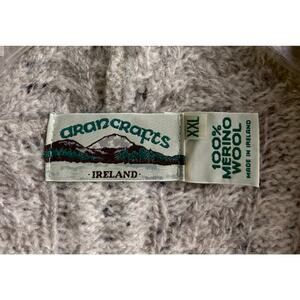 arancrafts
· IRELAND ·
XXL
100%
MERINO
WOOL
MADE IN IRELAND